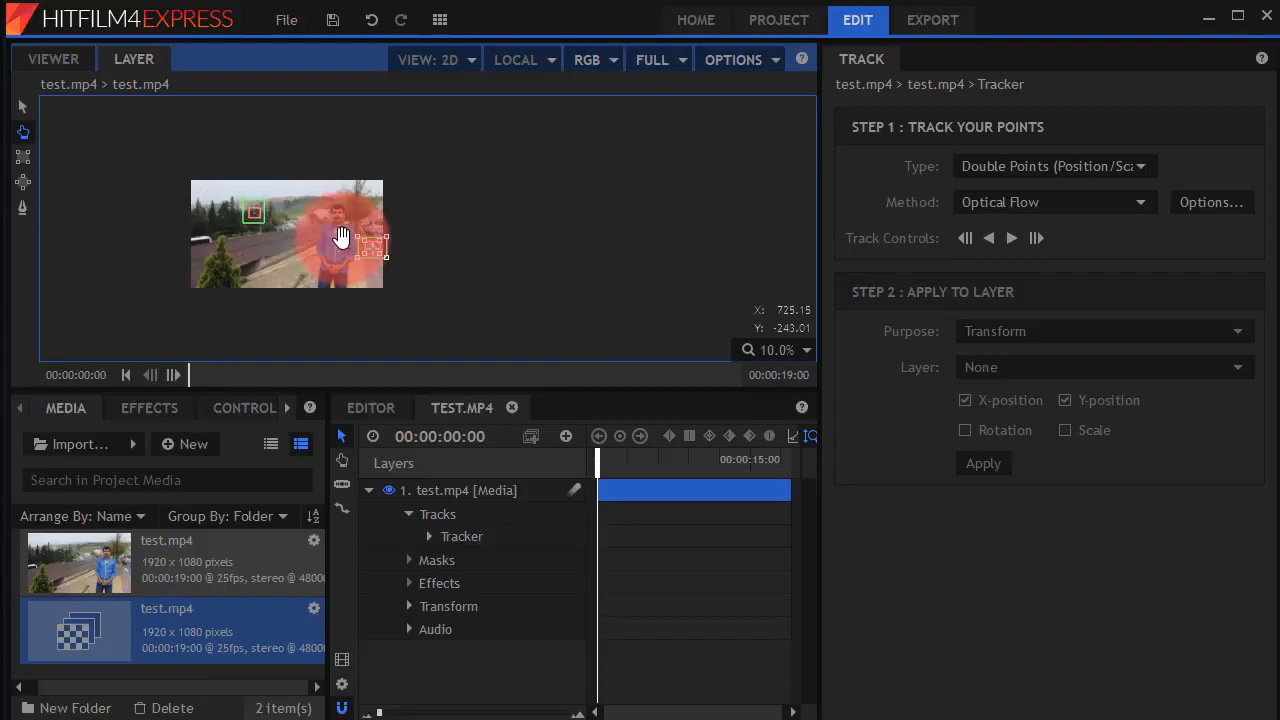 HITFILM4EXPRESS
File
HOME
PROJECT
EDIT
EXPORT
VIEWER
LAYER
VIEW: 2D
LOCAL
RGB
FULL
OPTIONS
test.mp4 > test.mp4
X: 725.15
Y: -243.01
10.0%
00:00:00:00
00:00:19:00
TRACK
test.mp4 > test.mp4 > Tracker
STEP 1 : TRACK YOUR POINTS
Type: Double Points (Position/Sca
Method: Optical Flow Options...
Track Controls:
STEP 2 : APPLY TO LAYER
Purpose: Transform
Layer: None
X-position Y-position
Rotation Scale
Apply
MEDIA
EFFECTS
CONTROL
Import... New
Search in Project Media
Arrange By: Name Group By: Folder
test.mp4
1920 x 1080 pixels
00:00:19:00 @ 25fps, stereo @ 48000
test.mp4
1920 x 1080 pixels
00:00:19:00 @ 25fps, stereo @ 48000
New Folder Delete 2 item(s)
EDITOR
TEST.MP4
00:00:00:00
Layers
00:00:15:00
1. test.mp4 [Media]
Tracks
Tracker
Masks
Effects
Transform
Audio